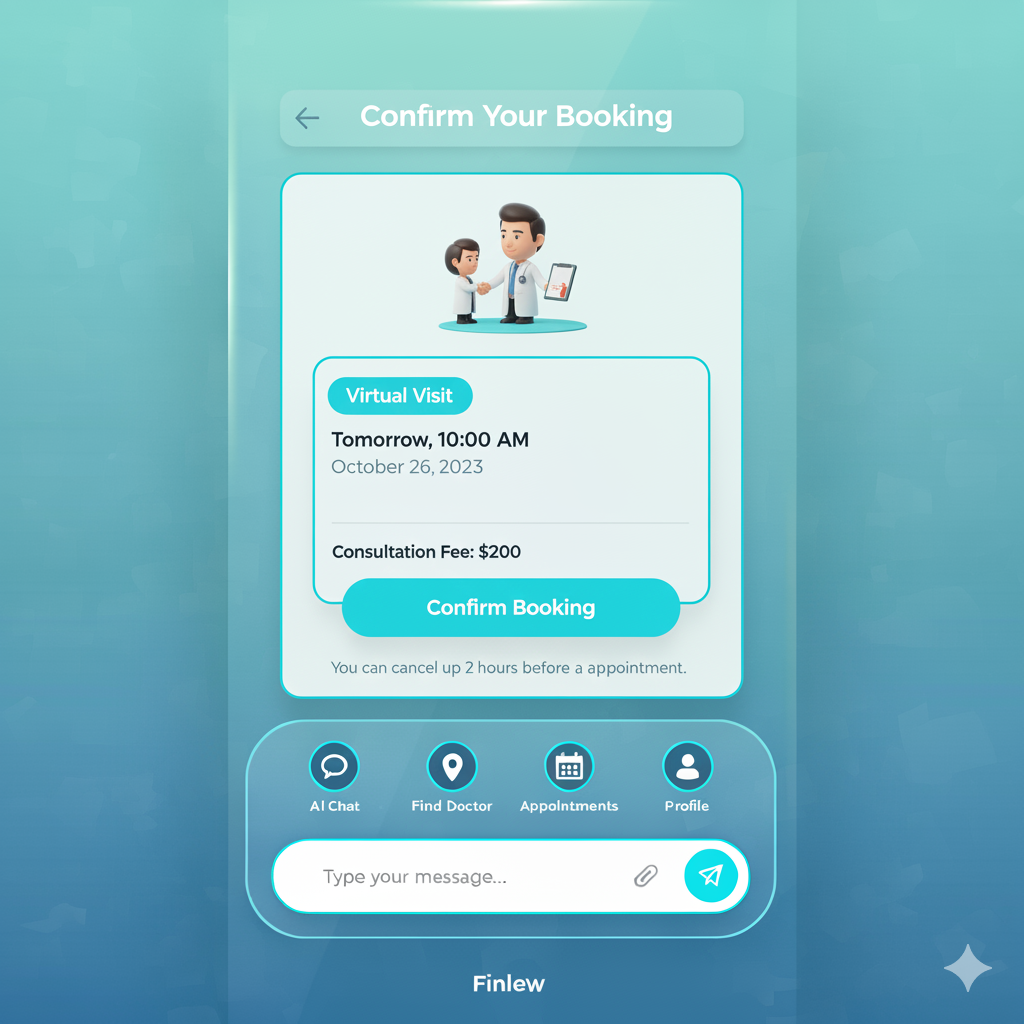 Confirm Your Booking
Virtual Visit
Tomorrow, 10:00 AM
October 26, 2023
Consultation Fee: $200
Confirm Booking
You can cancel up 2 hours before a appointment.
AI Chat
Find Doctor
Appointments
Profile
Type your message...
Finlew